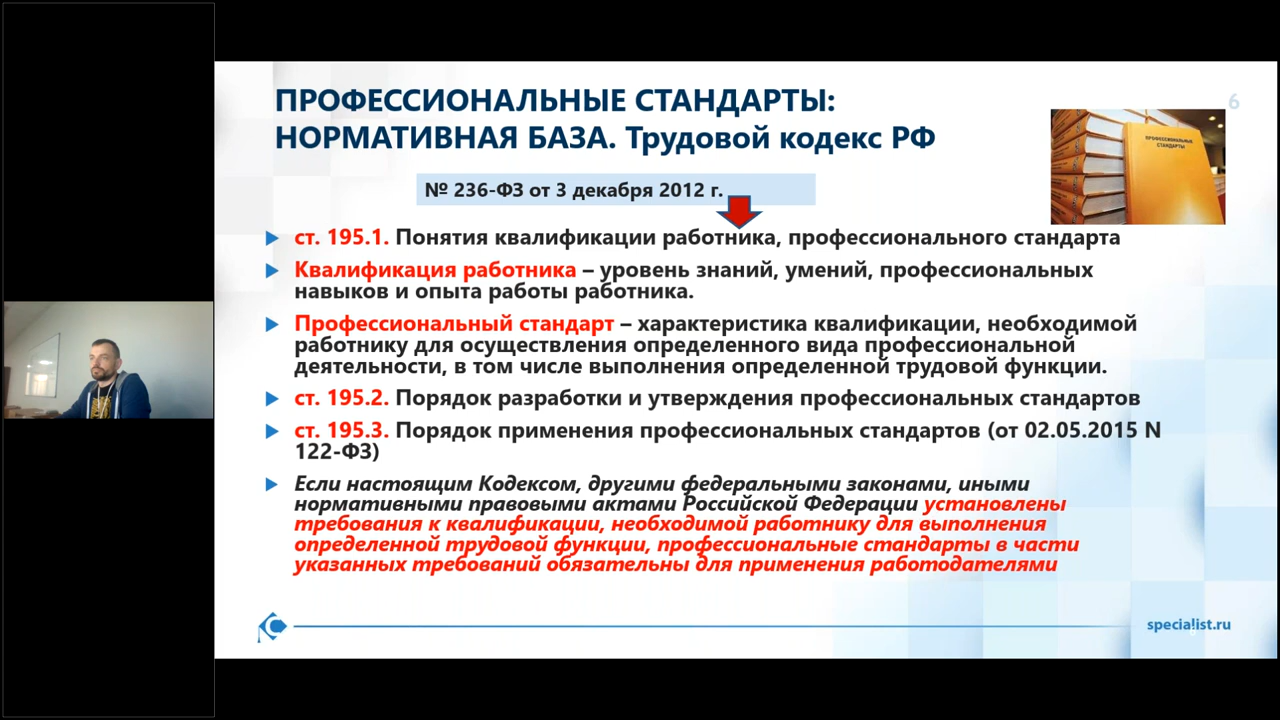 ПРОФЕССИОНАЛЬНЫЕ СТАНДАРТЫ:
НОРМАТИВНАЯ БАЗА. Трудовой кодекс РФ
6
ПРОФЕССИОНАЛЬНЫЕ
СТАНДАРТЫ
№ 236-ФЗ от 3 декабря 2012 г.
ст. 195.1. Понятия квалификации работника, профессионального стандарта
Квалификация работника – уровень знаний, умений, профессиональных
навыков и опыта работы работника.
Профессиональный стандарт – характеристика квалификации, необходимой
работнику для осуществления определенного вида профессиональной
деятельности, в том числе выполнения определенной трудовой функции.
ст. 195.2. Порядок разработки и утверждения профессиональных стандартов
ст. 195.3. Порядок применения профессиональных стандартов (от 02.05.2015 N
122-ФЗ)
Если настоящим Кодексом, другими федеральными законами, иными
нормативными правовыми актами Российской Федерации установлены
требования к квалификации, необходимой работнику для выполнения
определенной трудовой функции, профессиональные стандарты в части
указанных требований обязательны для применения работодателями
specialist.ru